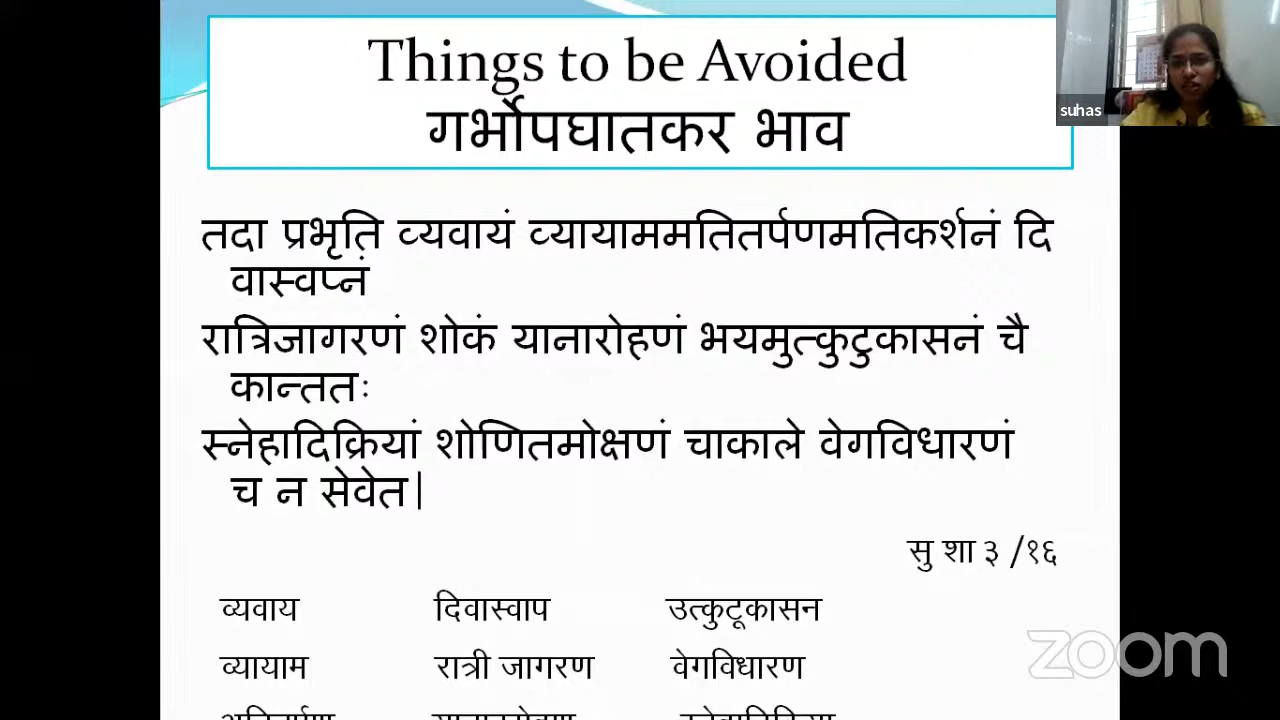 Things to be Avoided
गर्भोपघातकर भाव
suhas
तदा प्रभृति व्यवायं व्यायाममतितर्पणमतिकर्शनं दि
वास्वप्नं
रात्रिजागरणं शोकं यानारोहणं भयमुत्कुटुकासनं चै
कान्ततः
स्नेहादिक्रियां शोणितमोक्षणं चाकाले वेगविधारणं
च न सेवेत|
सु शा ३ /१६
व्यवाय दिवास्वाप उत्कुटूकासन
व्यायाम रात्री जागरण वेगविधारण
zoom